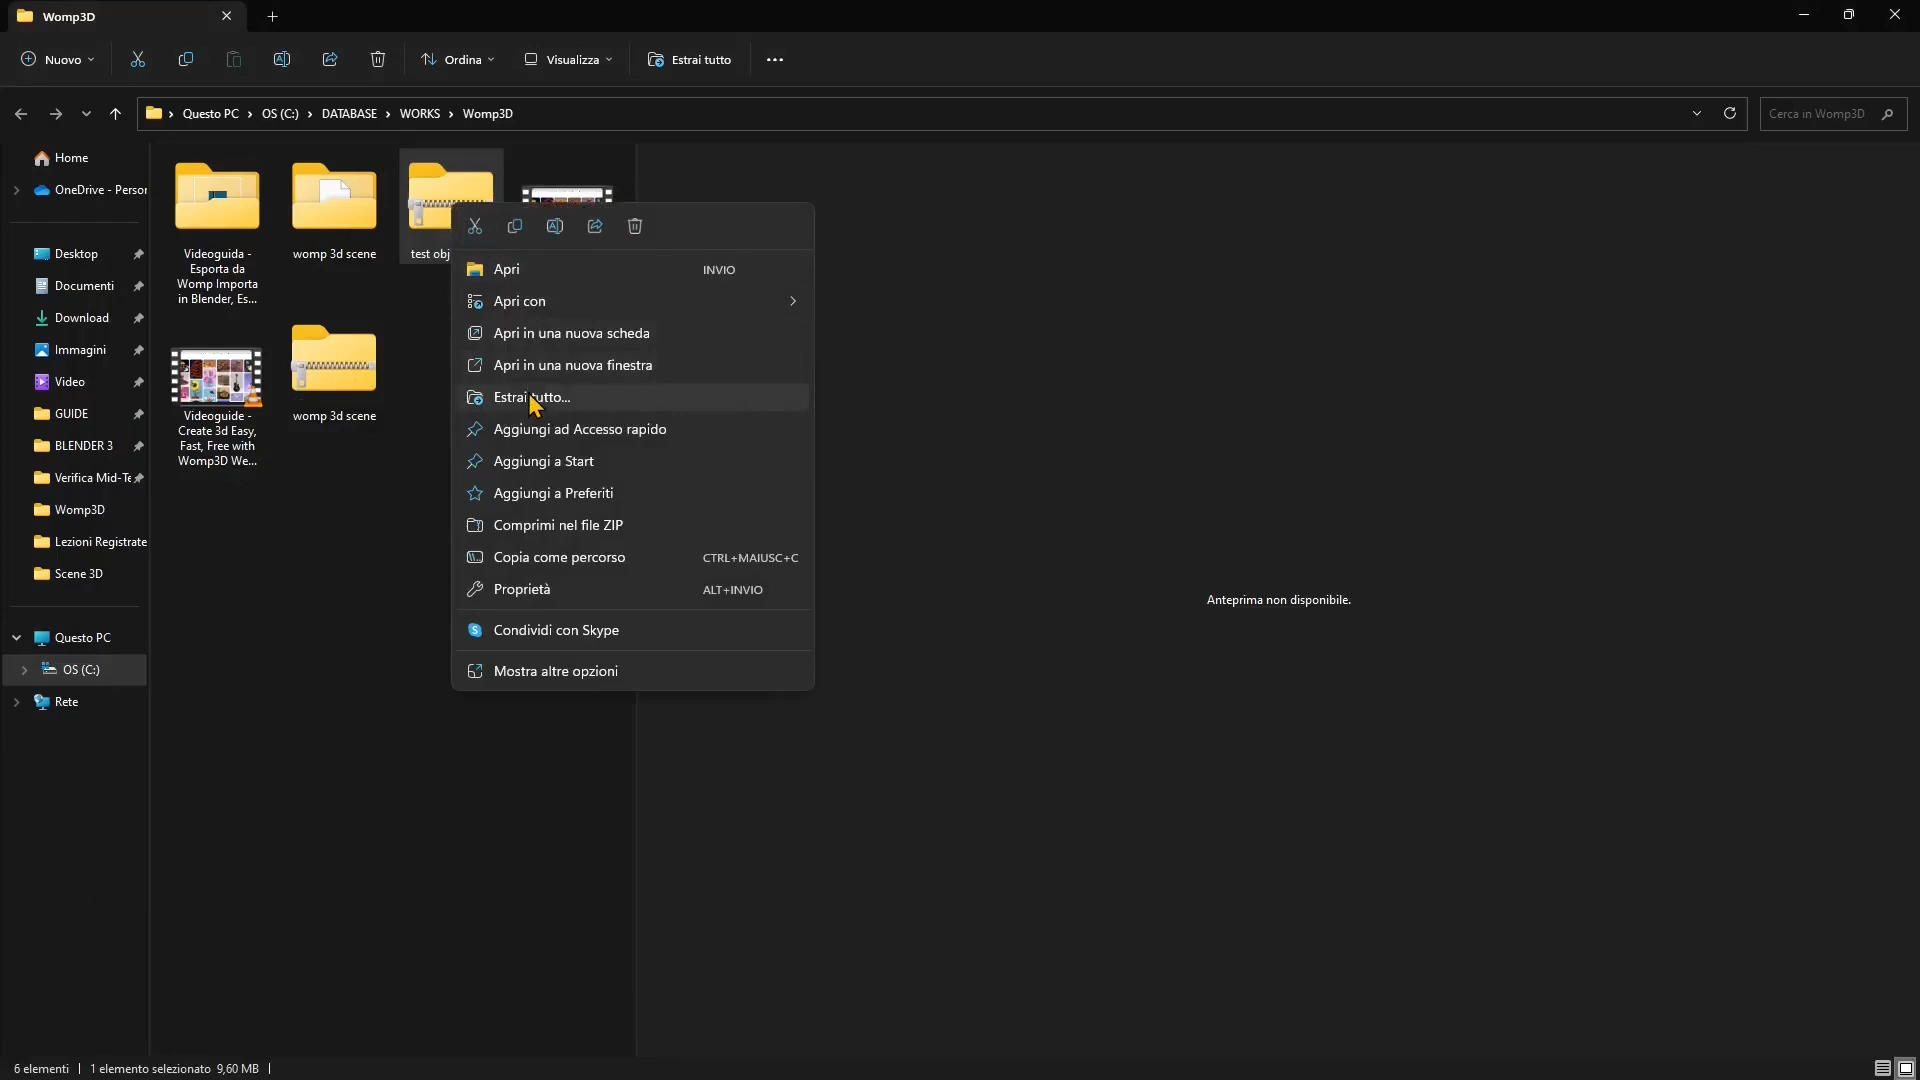 Womp3D
Nuovo
Ordina
Visualizza
Estrai tutto
Questo PC
OS (C:)
DATABASE
WORKS
Womp3D
Cerca in Womp3D
Home
OneDrive - Person
Desktop
Documenti
Download
Immagini
Video
GUIDE
BLENDER 3
Verifica Mid-Te
Womp3D
Lezioni Registrate
Scene 3D
Questo PC
OS (C:)
Rete
Videoguida -
Esporta da
Womp Importa
in Blender, Es...
womp 3d scene
test obj
Videoguide -
Create 3d Easy,
Fast, Free with
Womp3D We...
womp 3d scene
Apri INVIO
Apri con
Apri in una nuova scheda
Apri in una nuova finestra
Estrai tutto...
Aggiungi ad Accesso rapido
Aggiungi a Start
Aggiungi a Preferiti
Comprimi nel file ZIP
Copia come percorso CTRL+MAIUSC+C
Proprietà ALT+INVIO
Condividi con Skype
Mostra altre opzioni
Anteprima non disponibile.
6 elementi
1 elemento selezionato 9,60 MB